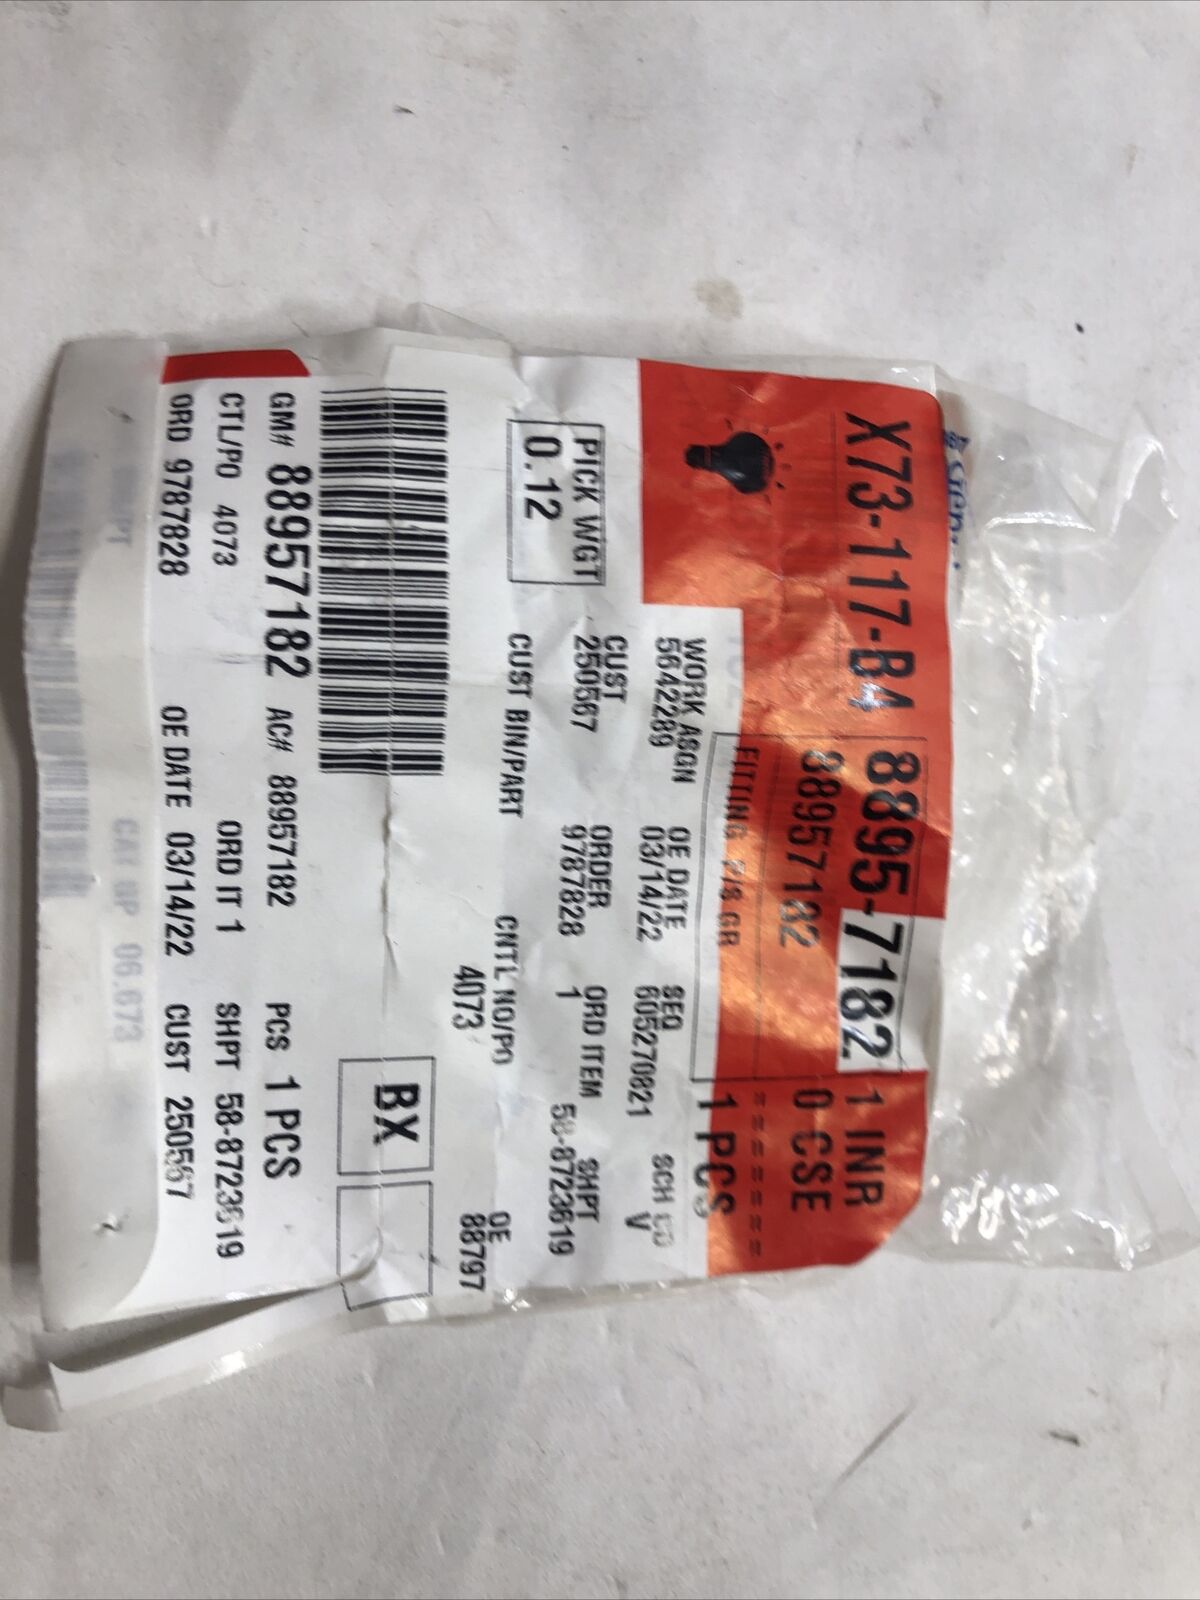 X73-117-B4 8895-7182 1 INR
88957182 0 CSE
= = = = = = =
FITTING P/S GR 1 PCS
WORK ASGN OE DATE SEQ SCH
5642289 03/14/22 605270821 V
CUST ORDER ORD ITEM SHPT
250567 9787828 1 58-8723619
PICK WGT
0.12
CUST BIN/PART CNTL NO/PO OE
4073 88797
BX
GM# 88957182 AC# 88957182 PCS 1 PCS
CTL/PO 4073 ORD IT 1 SHPT 58-8723619
ORD 9787828 OE DATE 03/14/22 CUST 250567
06.673